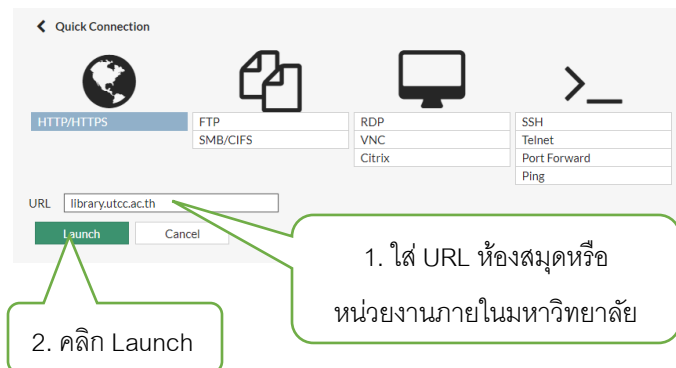 Quick Connection
HTTP/HTTPS
FTP
SMB/CIFS
RDP
VNC
Citrix
SSH
Telnet
Port Forward
Ping
URL library.utcc.ac.th
Launch Cancel
1. ใส่ URL ห้องสมุดหรือ
หน่วยงานภายในมหาวิทยาลัย
2. คลิก Launch